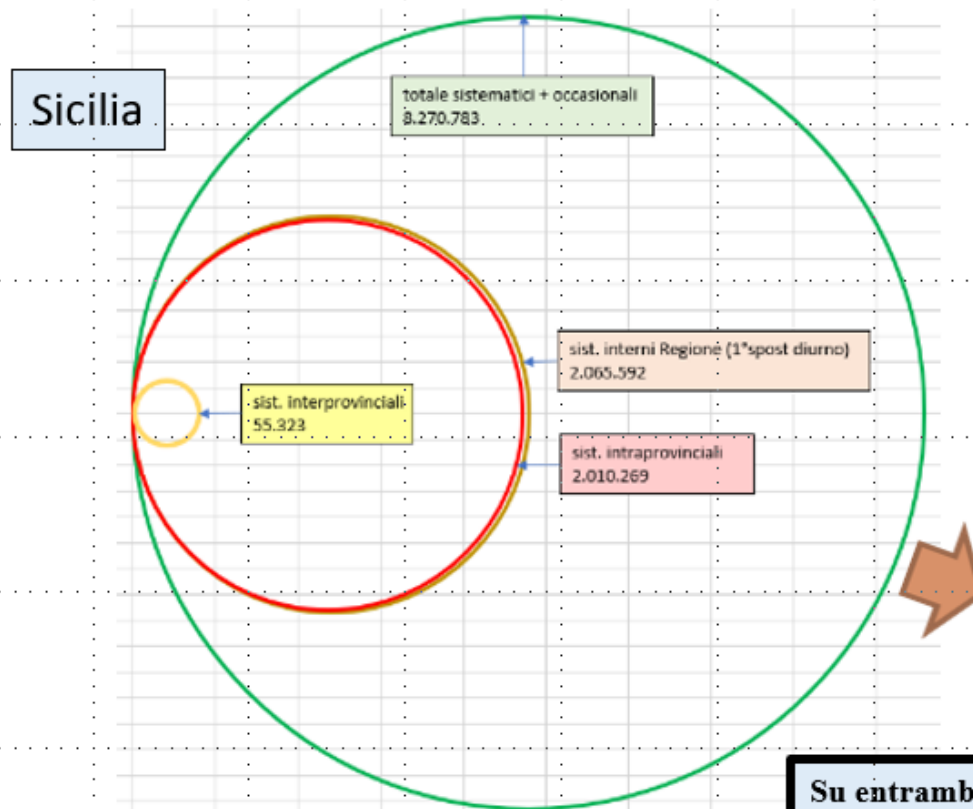 Sicilia
totale sistematici + occasionali
8.270.783
sist. interni Regione (1°spost diurno)
2.065.592
sist. interprovinciali
55.323
sist. intraprovinciali
2.010.269
Su entramb